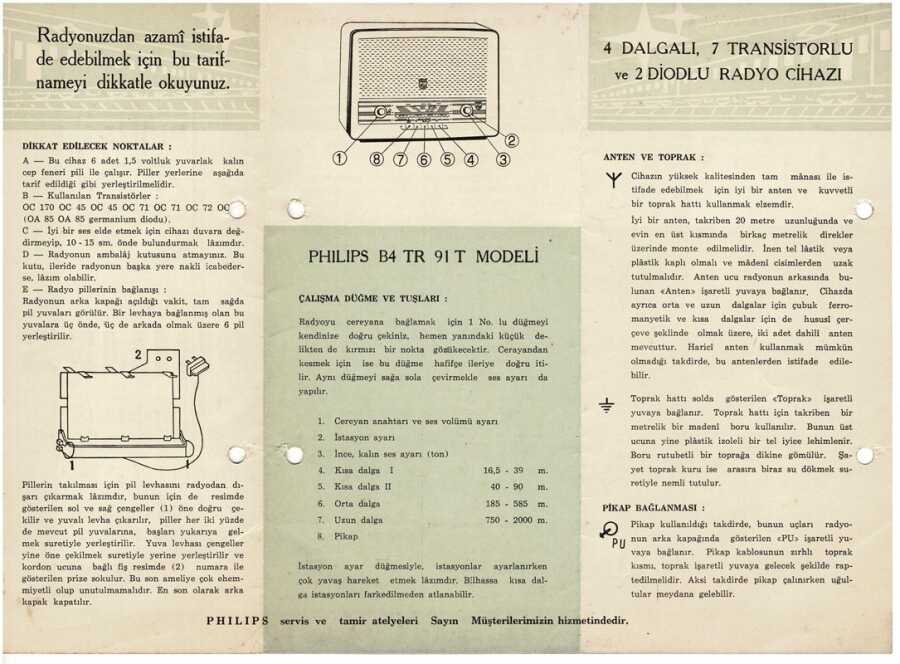 Radyonuzdan azamî istifa-
de edebilmek için bu tarif-
nameyi dikkatle okuyunuz.
DİKKAT EDİLECEK NOKTALAR :
A — Bu cihaz 6 adet 1,5 voltluk yuvarlak kalın
cep feneri pili ile çalışır. Piller yerlerine aşağıda
tarif edildiği gibi yerleştirilmelidir.
B — Kullanılan Transistörler :
OC 170 OC 45 OC 45 OC 71 OC 71 OC 72 OC
(OA 85 OA 85 germanium diodu).
C — İyi bir ses elde etmek için cihazı duvara değ-
dirmeyip, 10 - 15 sm. önde bulundurmak lâzımdır.
D — Radyonun ambalâj kutusunu atmayınız. Bu
kutu, ileride radyonun başka yere nakli icabeder-
se, lâzım olabilir.
E — Radyo pillerinin bağlanışı :
Radyonun arka kapağı açıldığı vakit, tam sağda
pil yuvaları görülür. Bir levhaya bağlanmış olan bu
yuvalara üç önde, üç de arkada olmak üzere 6 pil
yerleştirilir.
2
1 1
Pillerin takılması için pil levhasını radyodan dı-
şarı çıkarmak lâzımdır, bunun için de resimde
gösterilen sol ve sağ çengeller (1) öne doğru çe-
kilir ve yuvalı levha çıkarılır, piller her iki yüzde
de mevcut pil yuvalarına, başları yukarıya gel-
mek suretiyle yerleştirilir. Yuva levhası çengeller
yine öne çekilmek suretiyle yerine yerleştirilir ve
kordon ucuna bağlı fiş resimde (2) numara ile
gösterilen prize sokulur. Bu son ameliye çok ehem-
miyetli olup unutulmamalıdır. En son olarak arka
kapak kapatılır.
1 8 7 6 5 4 3 2
PHILIPS B4 TR 91 T MODELİ
ÇALIŞMA DÜĞME VE TUŞLARI :
Radyoyu cereyana bağlamak için 1 No. lu düğmeyi
kendinize doğru çekiniz, hemen yanındaki küçük de-
likten de kırmızı bir nokta gözükecektir. Cerayandan
kesmek için ise bu düğme hafifçe ileriye doğru iti-
lir. Aynı düğmeyi sağa sola çevirmekle ses ayarı da
yapılır.
1. Cereyan anahtarı ve ses volümü ayarı
2. İstasyon ayarı
3. İnce, kalın ses ayarı (ton)
4. Kısa dalga I 16,5 - 39 m.
5. Kısa dalga II 40 - 90 m.
6. Orta dalga 185 - 585 m.
7. Uzun dalga 750 - 2000 m.
8. Pikap
İstasyon ayar düğmesiyle, istasyonlar ayarlanırken
çok yavaş hareket etmek lâzımdır. Bilhassa kısa dal-
ga istasyonları farkedilmeden atlanabilir.
4 DALGALI, 7 TRANSİSTORLU
ve 2 DİODLU RADYO CİHAZI
ANTEN VE TOPRAK :
Cihazın yüksek kalitesinden tam mânası ile is-
tifade edebilmek için iyi bir anten ve kuvvetli
bir toprak hattı kullanmak elzemdir.
İyi bir anten, takriben 20 metre uzunluğunda ve
evin en üst kısmında birkaç metrelik direkler
üzerinde monte edilmelidir. İnen tel lâstik veya
plâstik kaplı olmalı ve mâdeni cisimlerden uzak
tutulmalıdır. Anten ucu radyonun arkasında bu-
lunan «Anten» işaretli yuvaya bağlanır, Cihazda
ayrıca orta ve uzun dalgalar için çubuk ferro-
manyetik ve kısa dalgalar için de hususî çer-
çeve şeklinde olmak üzere, iki adet dahilî anten
mevcuttur. Haricî anten kullanmak mümkün
olmadığı takdirde, bu antenlerden istifade edile-
bilir.
Toprak hattı solda gösterilen «Toprak» işaretli
yuvaya bağlanır. Toprak hattı için takriben bir
metrelik bir madenî boru kullanılır. Bunun üst
ucuna yine plâstik izoleli bir tel iyice lehimlenir.
Boru rutubetli bir toprağa dikine gömülür. Şa-
yet toprak kuru ise arasıra biraz su dökmek su-
retiyle nemli tutulur.
PİKAP BAĞLANMASI :
PU
Pikap kullanıldığı takdirde, bunun uçları radyo-
nun arka kapağında gösterilen «PU» işaretli yu-
vaya bağlanır. Pikap kablosunun zırhlı toprak
kısmı, toprak işaretli yuvaya gelecek şekilde rap-
tedilmelidir. Aksi takdirde pikap çalınırken uğul-
tular meydana gelebilir.
PHILIPS servis ve tamir atelyeleri Sayın Müşterilerimizin hizmetindedir.